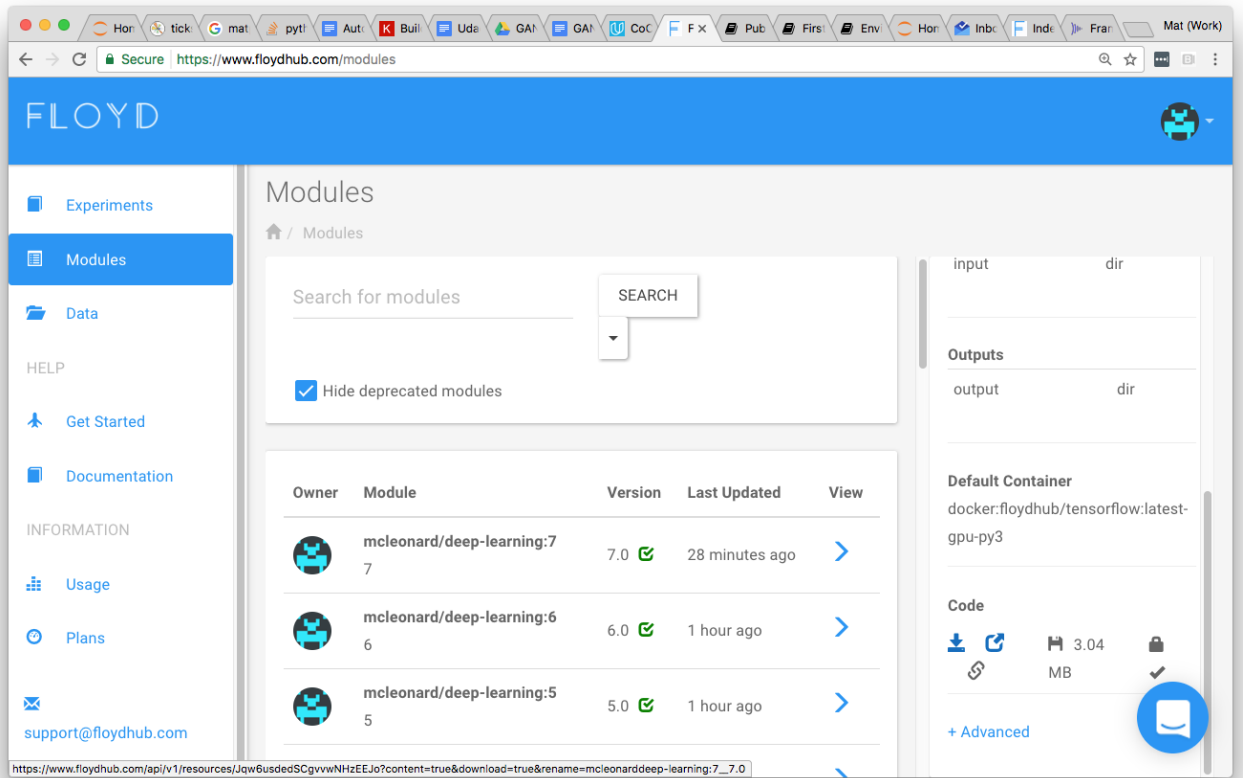 Hon
tick
mat
pyth
Auto
Buil
Uda
GAN
GAN
CoC
F
Pub
First
Envi
Hon
Inbo
Inde
Fran
Mat (Work)
Secure
https://www.floydhub.com/modules
FLOYD
Experiments
Modules
Data
HELP
Get Started
Documentation
INFORMATION
Usage
Plans
support@floydhub.com
Modules
/ Modules
Search for modules
SEARCH
Hide deprecated modules
Owner Module Version Last Updated View
mcleonard/deep-learning:7
7
7.0
28 minutes ago
mcleonard/deep-learning:6
6
6.0
1 hour ago
mcleonard/deep-learning:5
5
5.0
1 hour ago
input dir
Outputs
output dir
Default Container
docker:floydhub/tensorflow:latest-
gpu-py3
Code
3.04
MB
+ Advanced
https://www.floydhub.com/api/v1/resources/Jqw6usdedSCgvvwNHzEEJo?content=true&download=true&rename=mcleonarddeep-learning:7__7.0